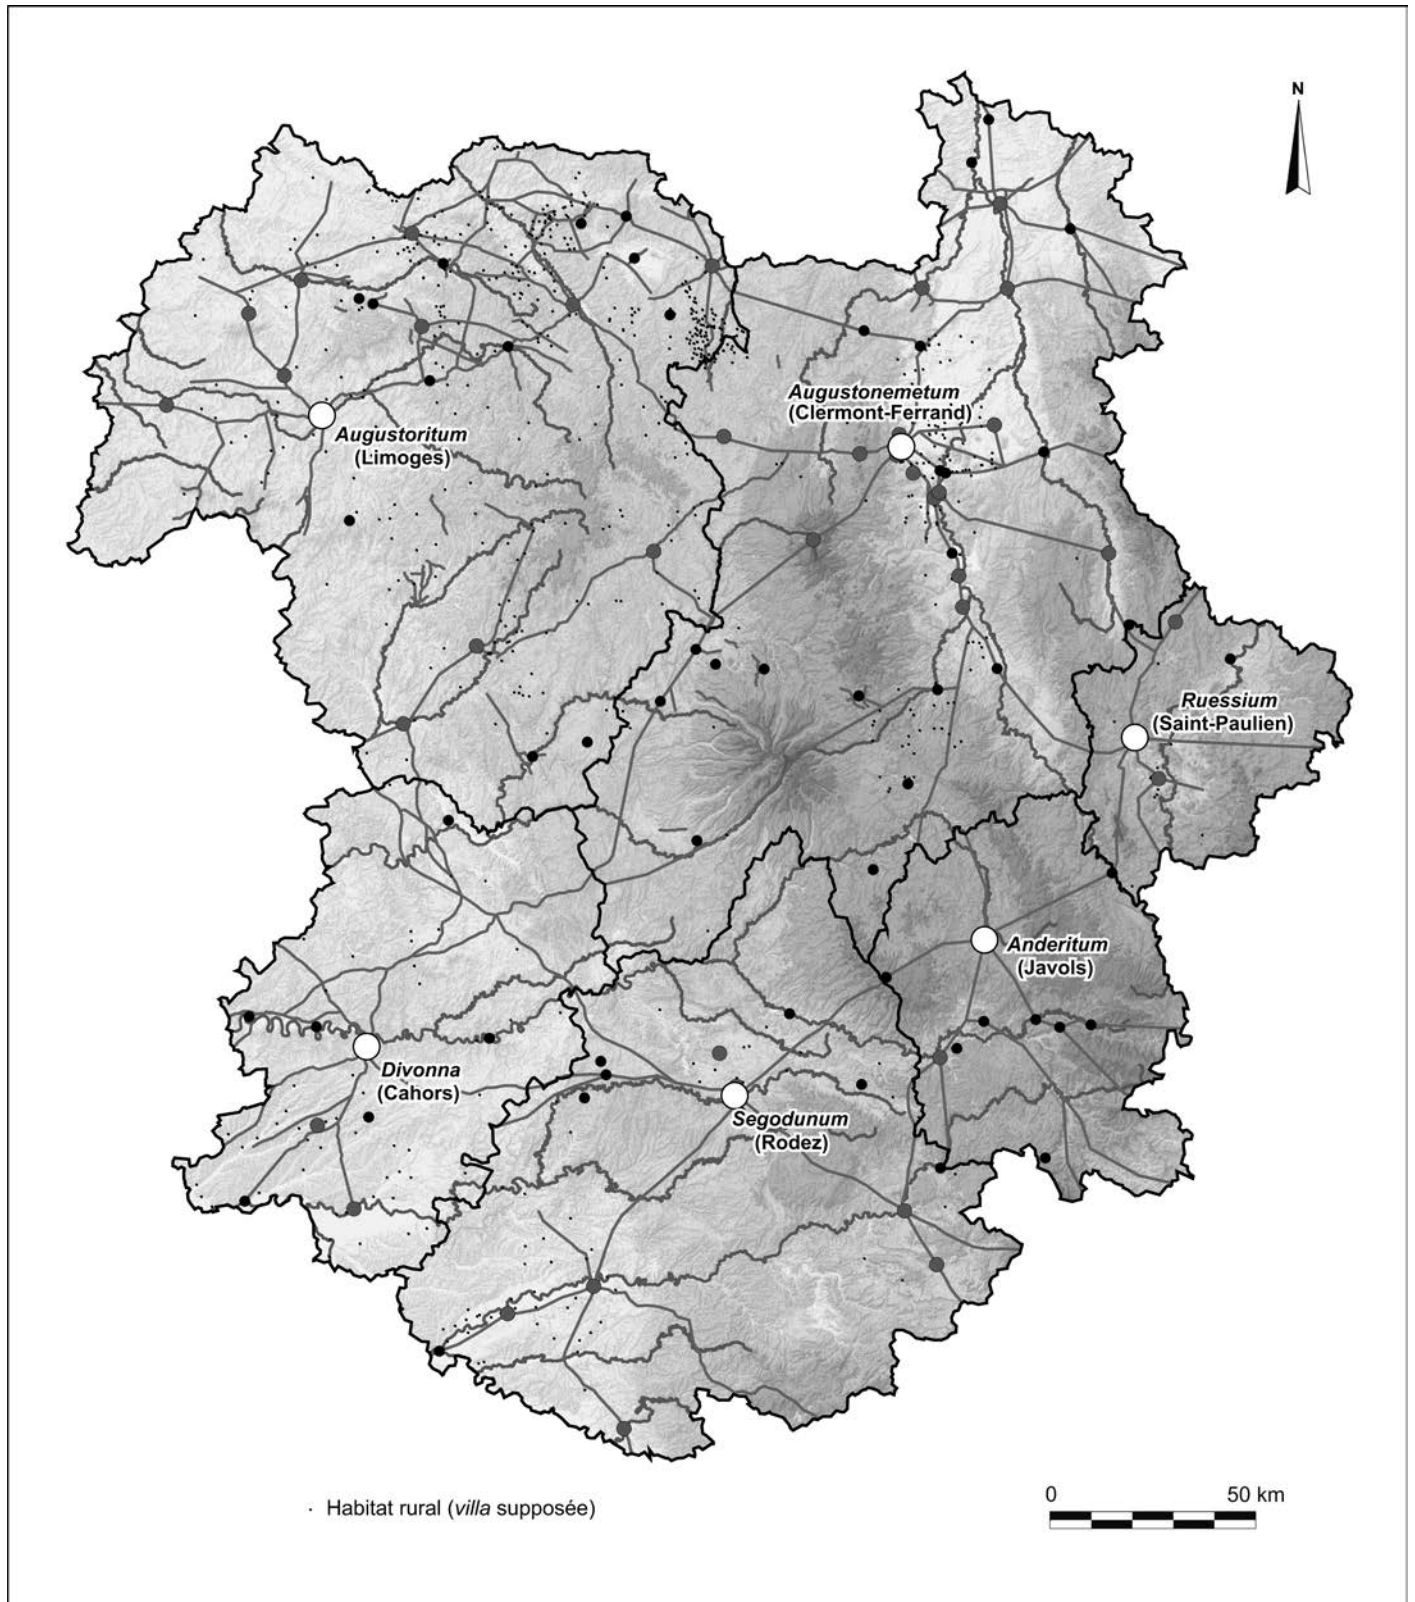 N
Augustonemetum
(Clermont-Ferrand)
Augustoritum
(Limoges)
Ruessium
(Saint-Paulien)
Anderitum
(Javols)
Divonna
(Cahors)
Segodunum
(Rodez)
· Habitat rural (villa supposée)
0 50 km